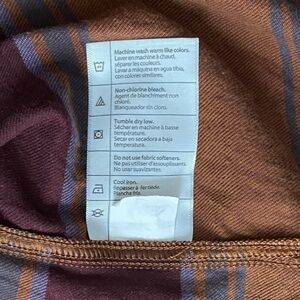 Machine wash warm like colors.
Laver en machine à chaud,
séparer les couleurs.
Lavar a máquina en agua tibia,
con colores similares.
Non-chlorine bleach.
Agent de blanchiment non
chloré.
Blanqueador sin cloro.
Tumble dry low.
Sécher en machine à basse
température.
Secar en secadora a baja
temperatura.
Do not use fabric softeners.
Ne pas utiliser d'assouplissants.
No usar suavizantes.
Cool iron.
Repasser à fer tiède.
Plancha fría.